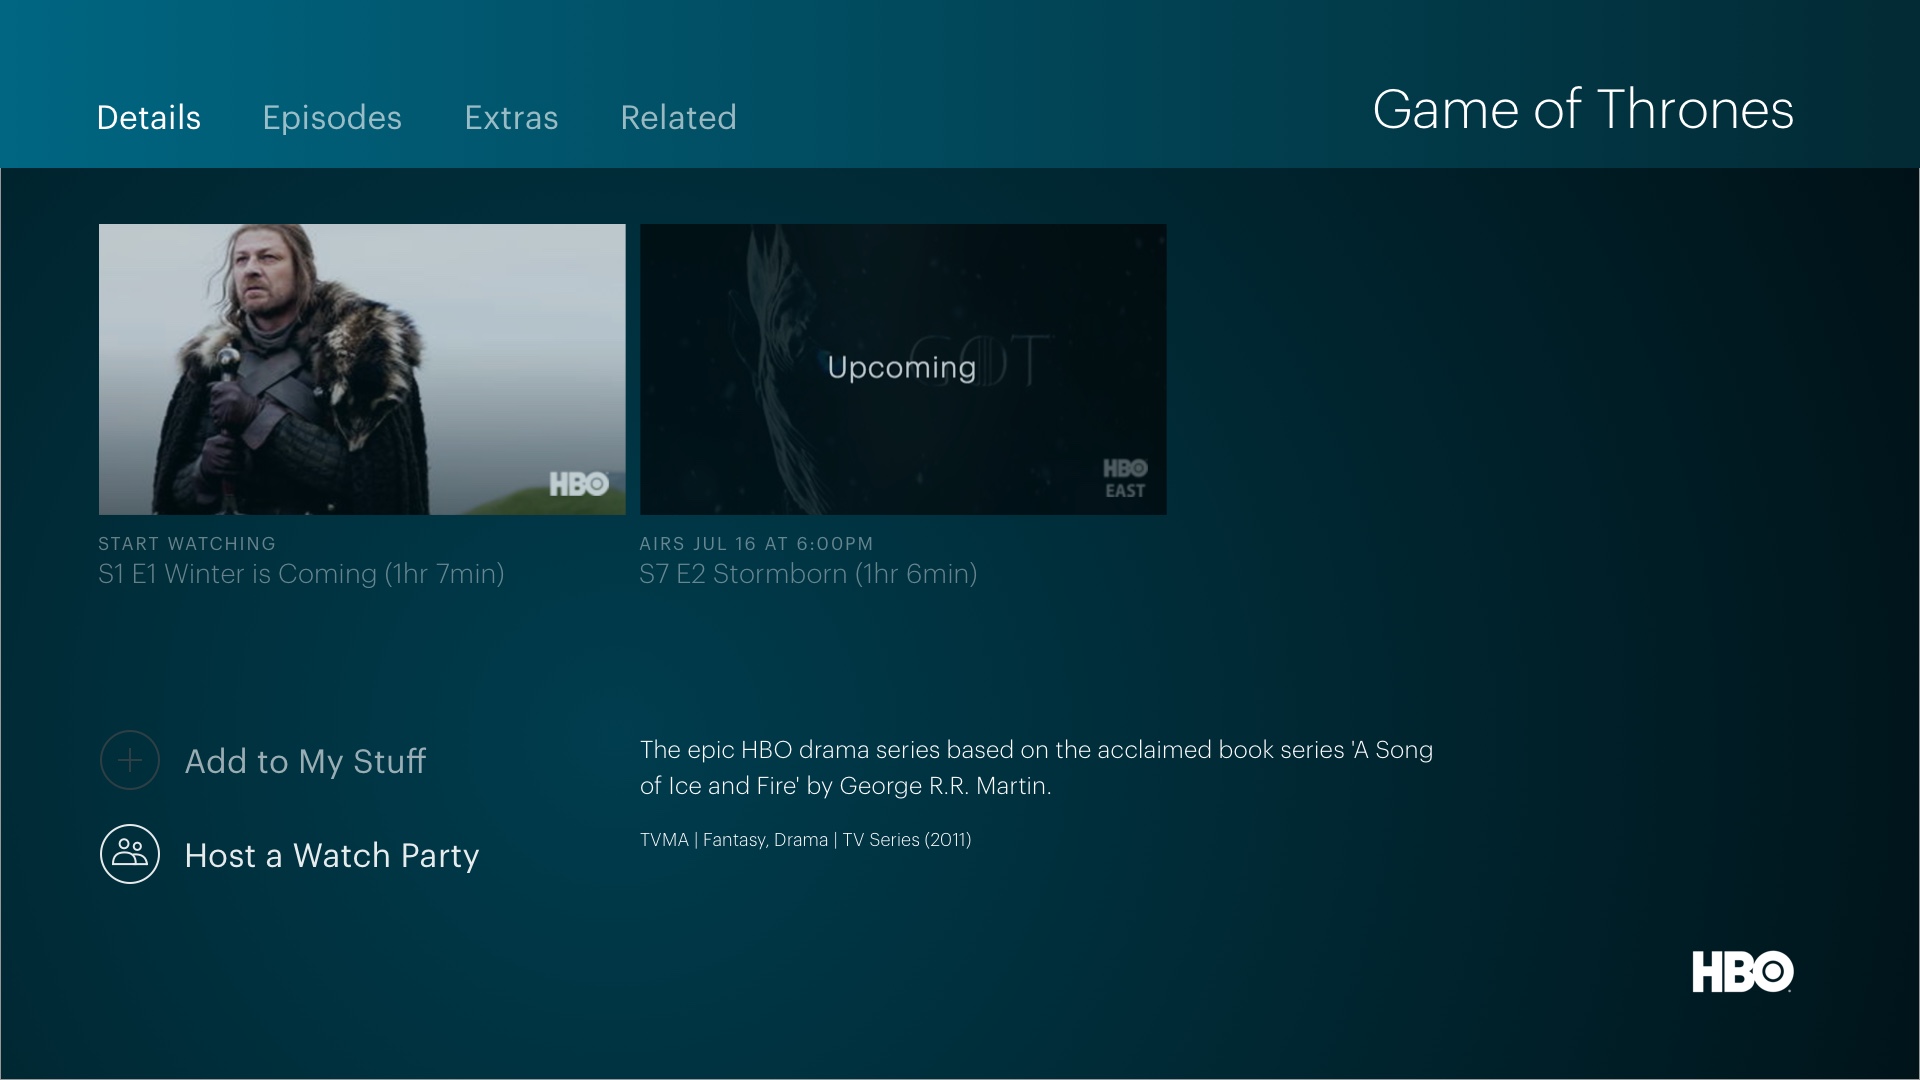 Details Episodes Extras Related
Game of Thrones
HBO
Upcoming
GOT
HBO
EAST
START WATCHING
S1 E1 Winter is Coming (1hr 7min)
AIRS JUL 16 AT 6:00PM
S7 E2 Stormborn (1hr 6min)
Add to My Stuff
Host a Watch Party
The epic HBO drama series based on the acclaimed book series 'A Song
of Ice and Fire' by George R.R. Martin.
TVMA | Fantasy, Drama | TV Series (2011)
HBO